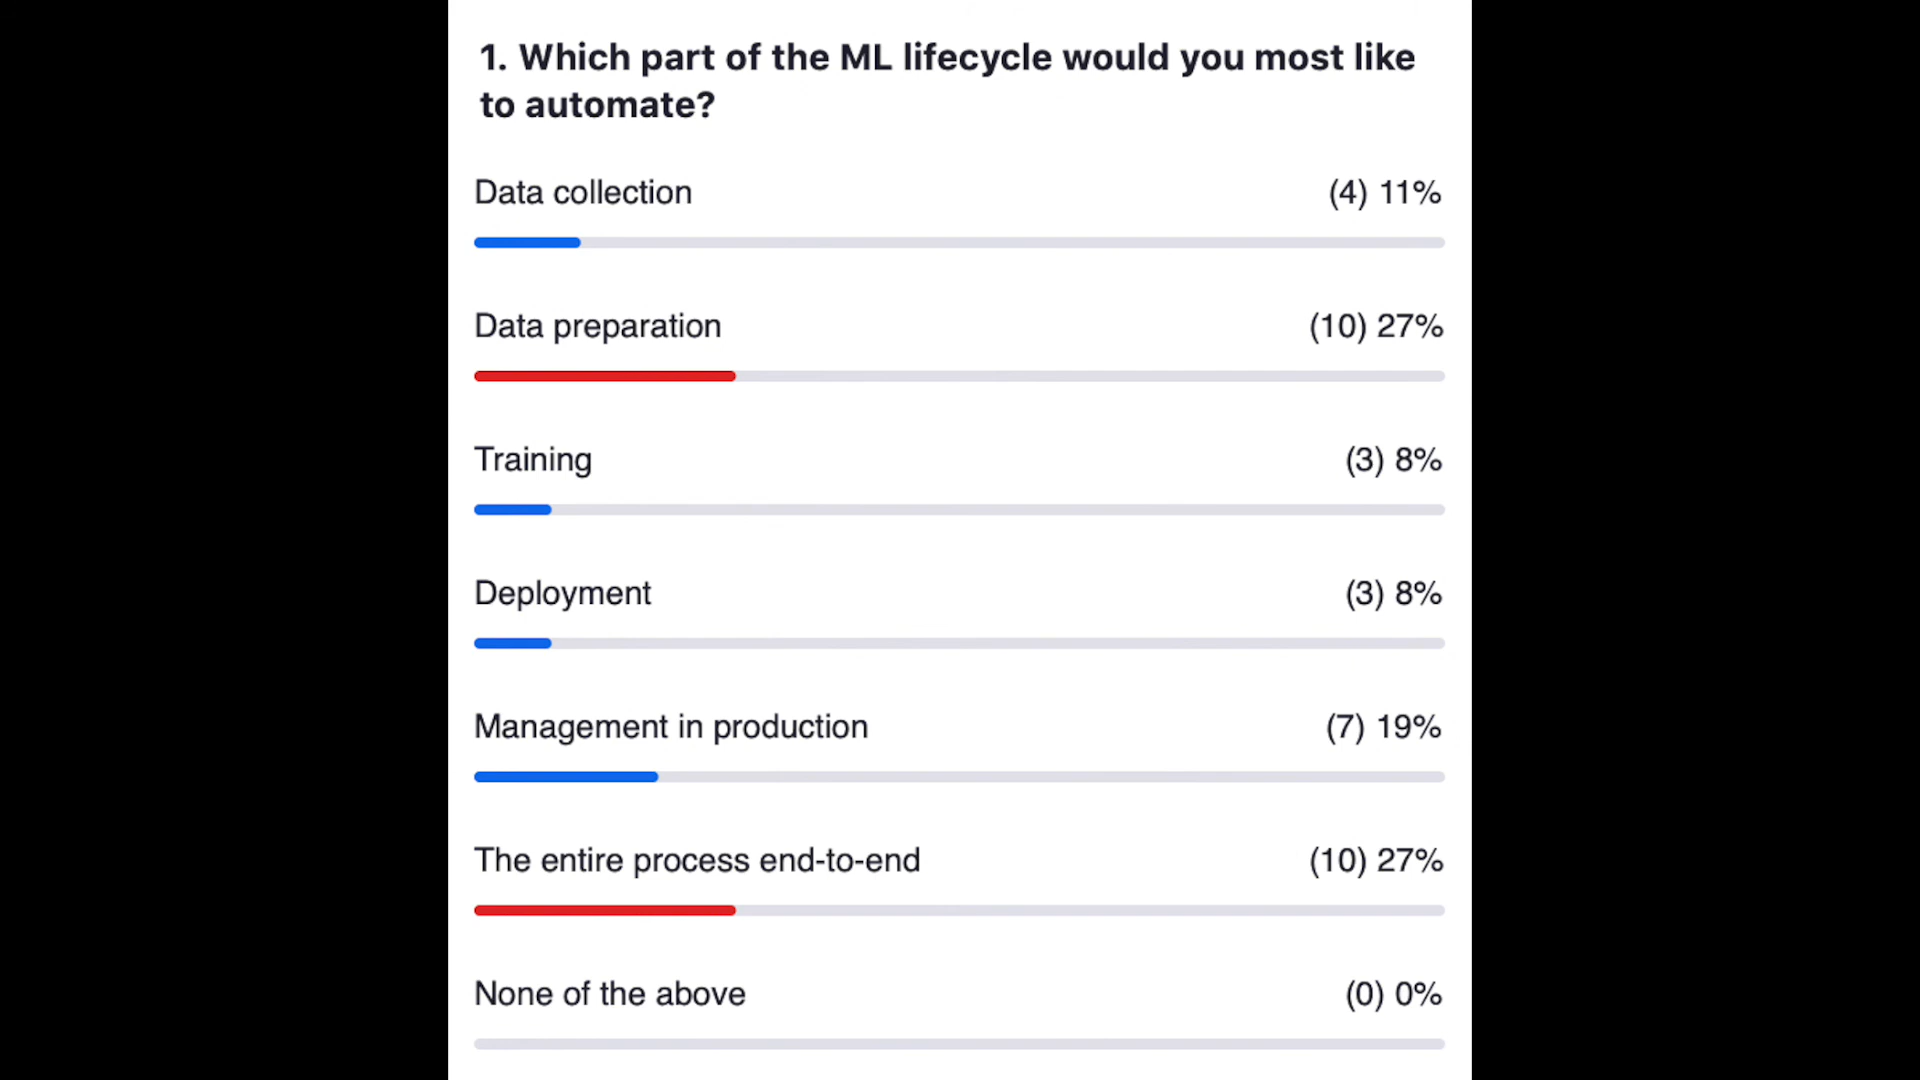 1. Which part of the ML lifecycle would you most like
to automate?
Data collection (4) 11%
Data preparation (10) 27%
Training (3) 8%
Deployment (3) 8%
Management in production (7) 19%
The entire process end-to-end (10) 27%
None of the above (0) 0%